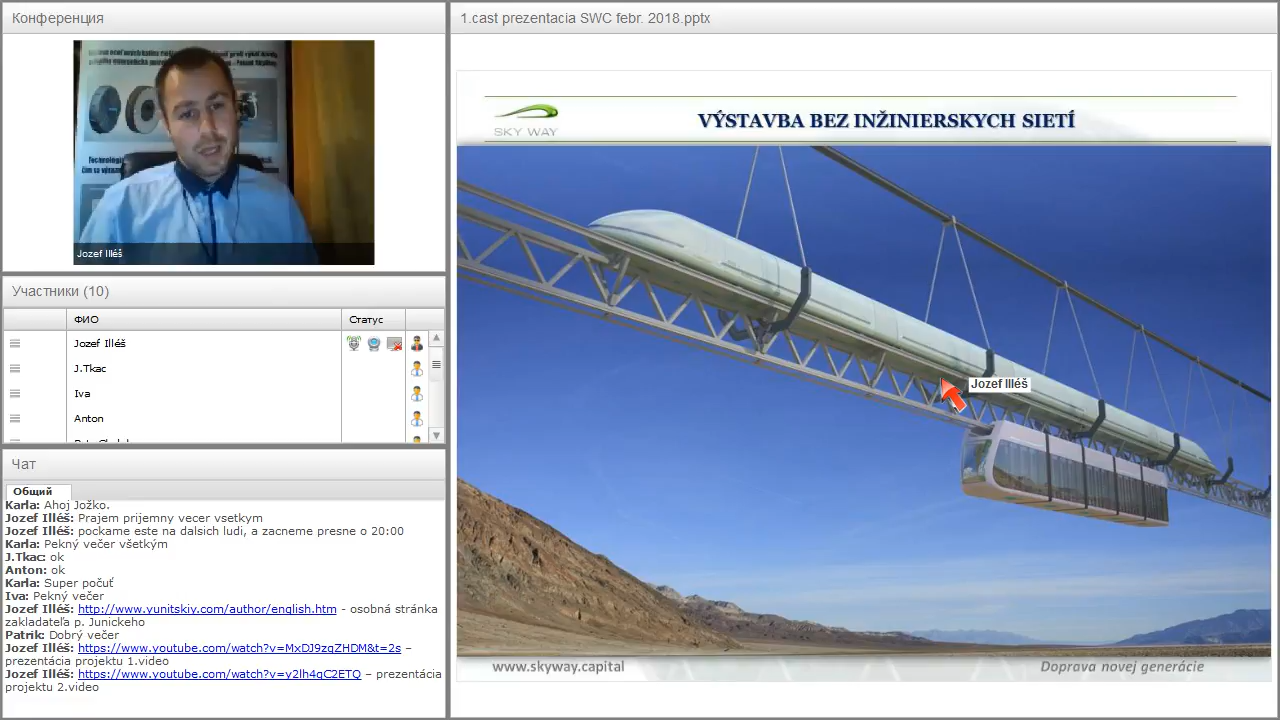 Конференция
Jozef Illéš
Участники (10)
ФИО
Статус
Jozef Illéš
J.Tkac
Iva
Anton
Чат
Общий
Karla: Ahoj Jožko.
Jozef Illéš: Prajem prijemny vecer vsetkym
Jozef Illéš: pockame este na dalsich ludi, a zacneme presne o 20:00
Karla: Pekný večer všetkým
J.Tkac: ok
Anton: ok
Karla: Super počuť
Iva: Pekný večer
Jozef Illéš: http://www.yunitskiy.com/author/english.htm - osobná stránka
zakladateľa p. Junickeho
Patrik: Dobrý večer
Jozef Illéš: https://www.youtube.com/watch?v=MxDJ9zqZHDM&t=2s –
prezentácia projektu 1.video
Jozef Illéš: https://www.youtube.com/watch?v=y2lh4gC2ETQ – prezentácia
projektu 2.video
1.cast prezentacia SWC febr. 2018.pptx
SKY WAY
VÝSTAVBA BEZ INŽINIERSKYCH SIETÍ
Jozef Illéš
www.skyway.capital
Doprava novej generácie